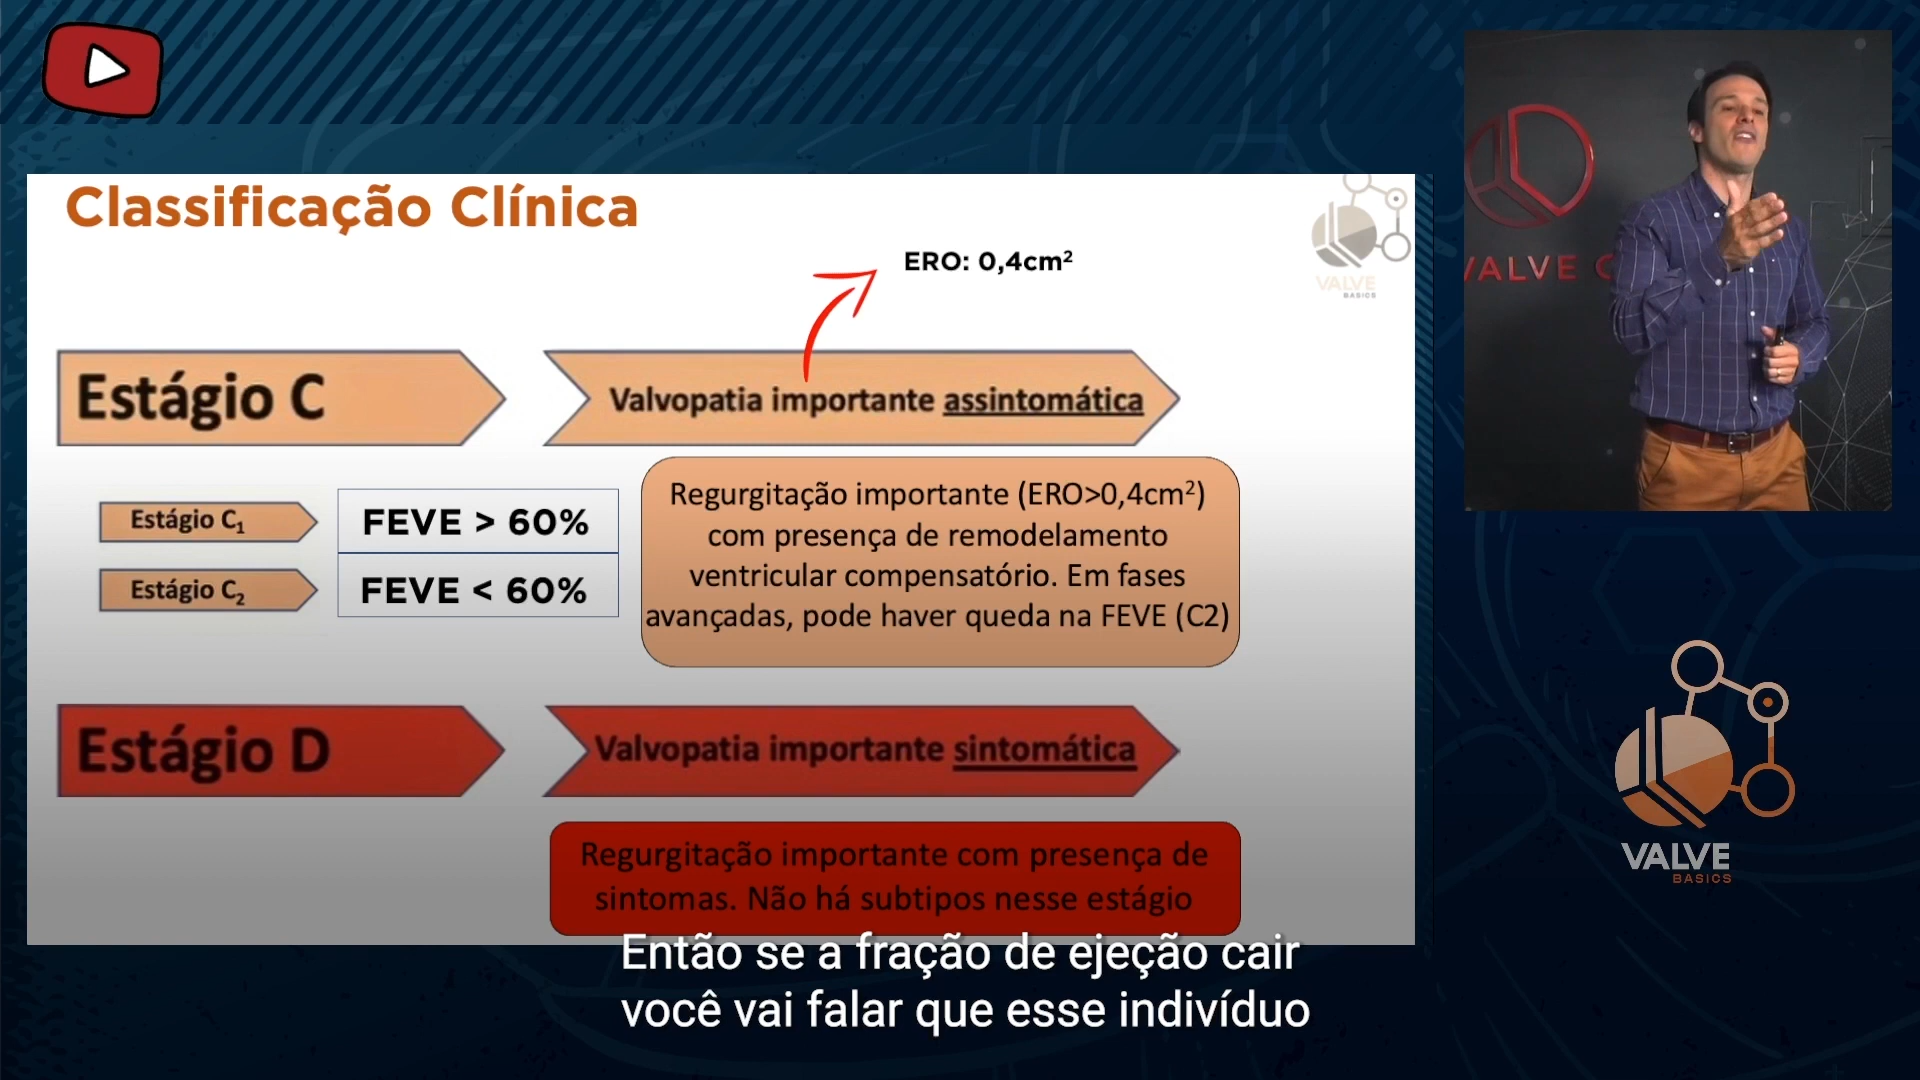 Classificação Clínica
ERO: 0,4cm²
VALVE
BASICS
VALVE C
Estágio C
Valvopatia importante assintomática
Estágio C₁
FEVE > 60%
Estágio C₂
FEVE < 60%
Regurgitação importante (ERO>0,4cm²)
com presença de remodelamento
ventricular compensatório. Em fases
avançadas, pode haver queda na FEVE (C2)
Estágio D
Valvopatia importante sintomática
Regurgitação importante com presença de
sintomas. Não há subtipos nesse estágio
VALVE
BASICS
Então se a fração de ejeção cair
você vai falar que esse indivíduo